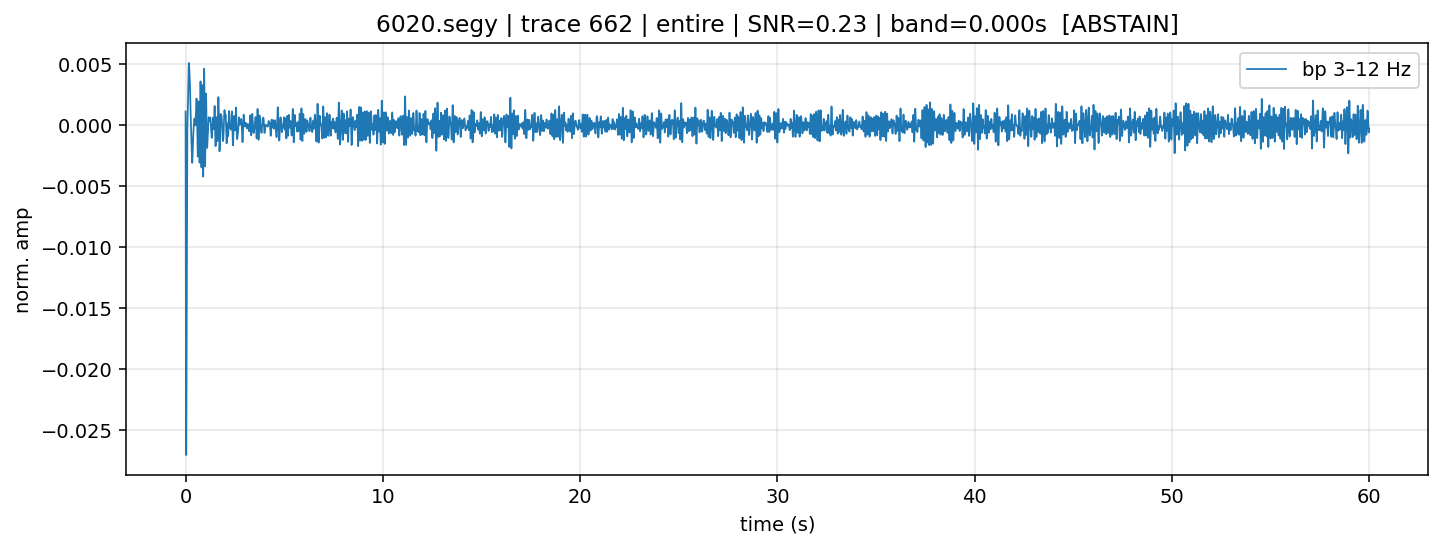 6020.segy | trace 662 | entire | SNR=0.23 | band=0.000s  [ABSTAIN]
bp 3–12 Hz
norm. amp
0.005
0.000
−0.005
−0.010
−0.015
−0.020
−0.025
0 10 20 30 40 50 60
time (s)